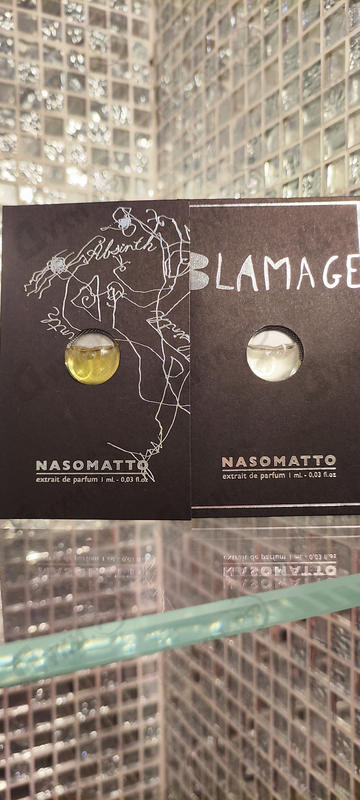 Absinth
NASOMATTO
extrait de parfum 1 ml. - 0,03 fl.oz
BLAMAGE
NASOMATTO
extrait de parfum 1 ml. - 0,03 fl.oz